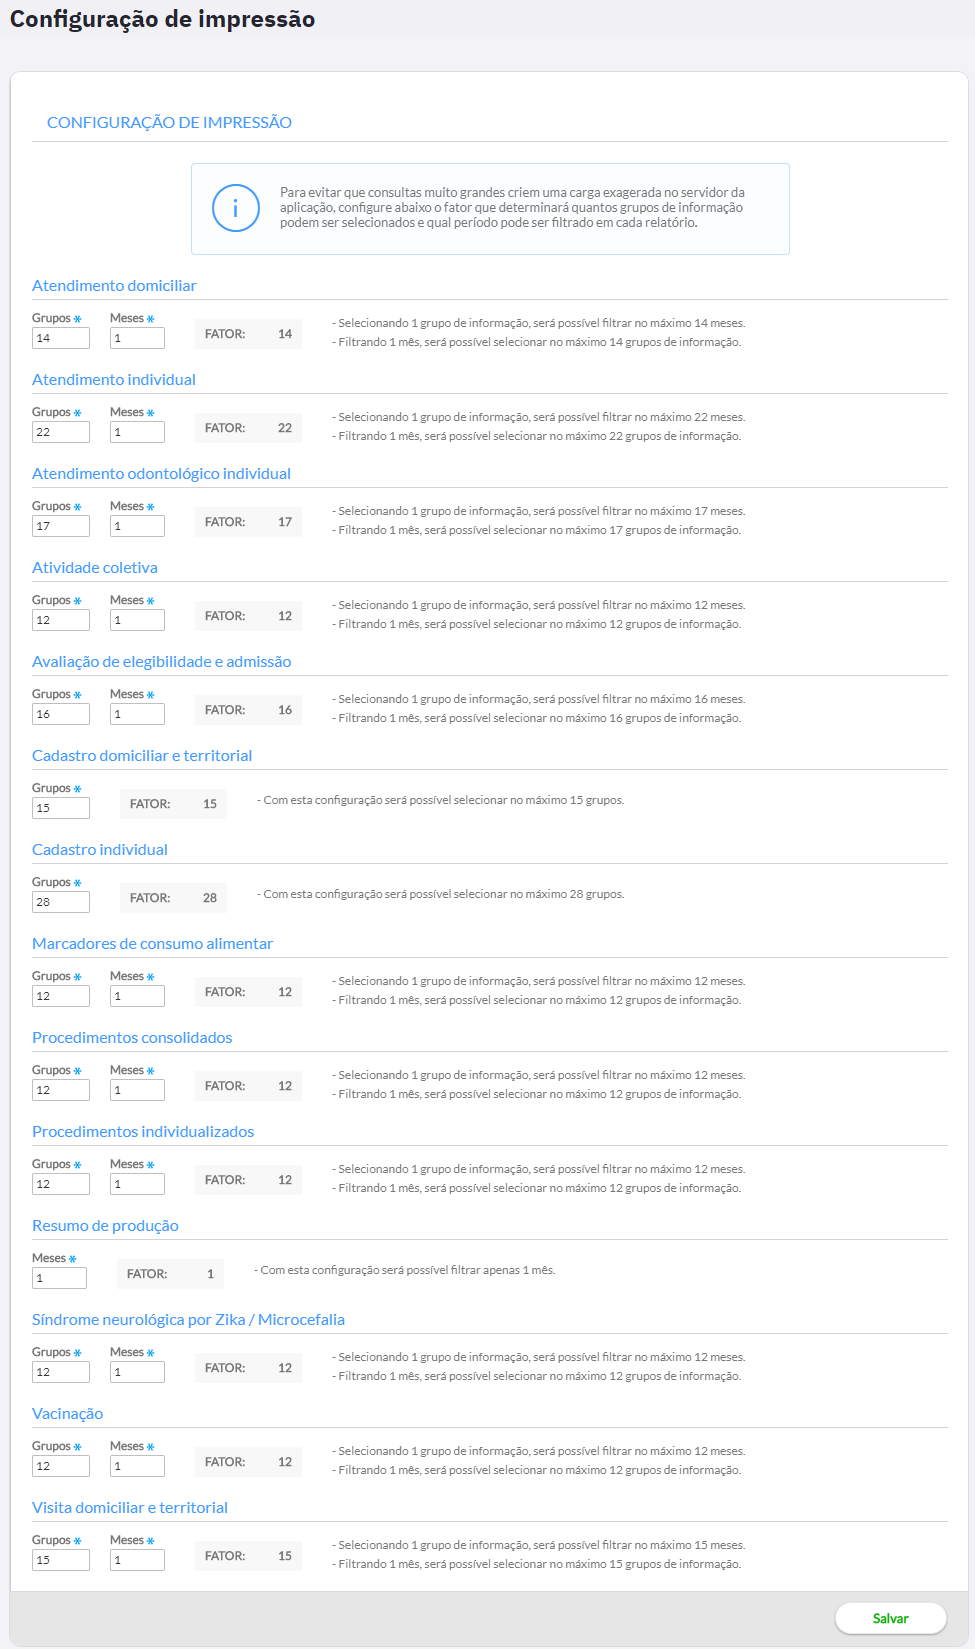 Configuração de impressão
CONFIGURAÇÃO DE IMPRESSÃO
i
Para evitar que consultas muito grandes criem uma carga exagerada no servidor da
aplicação, configure abaixo o fator que determinará quantos grupos de informação
podem ser selecionados e qual período pode ser filtrado em cada relatório.
Atendimento domiciliar
Grupos * Meses *
14 1 FATOR: 14
- Selecionando 1 grupo de informação, será possível filtrar no máximo 14 meses.
- Filtrando 1 mês, será possível selecionar no máximo 14 grupos de informação.
Atendimento individual
Grupos * Meses *
22 1 FATOR: 22
- Selecionando 1 grupo de informação, será possível filtrar no máximo 22 meses.
- Filtrando 1 mês, será possível selecionar no máximo 22 grupos de informação.
Atendimento odontológico individual
Grupos * Meses *
17 1 FATOR: 17
- Selecionando 1 grupo de informação, será possível filtrar no máximo 17 meses.
- Filtrando 1 mês, será possível selecionar no máximo 17 grupos de informação.
Atividade coletiva
Grupos * Meses *
12 1 FATOR: 12
- Selecionando 1 grupo de informação, será possível filtrar no máximo 12 meses.
- Filtrando 1 mês, será possível selecionar no máximo 12 grupos de informação.
Avaliação de elegibilidade e admissão
Grupos * Meses *
16 1 FATOR: 16
- Selecionando 1 grupo de informação, será possível filtrar no máximo 16 meses.
- Filtrando 1 mês, será possível selecionar no máximo 16 grupos de informação.
Cadastro domiciliar e territorial
Grupos *
15 FATOR: 15
- Com esta configuração será possível selecionar no máximo 15 grupos.
Cadastro individual
Grupos *
28 FATOR: 28
- Com esta configuração será possível selecionar no máximo 28 grupos.
Marcadores de consumo alimentar
Grupos * Meses *
12 1 FATOR: 12
- Selecionando 1 grupo de informação, será possível filtrar no máximo 12 meses.
- Filtrando 1 mês, será possível selecionar no máximo 12 grupos de informação.
Procedimentos consolidados
Grupos * Meses *
12 1 FATOR: 12
- Selecionando 1 grupo de informação, será possível filtrar no máximo 12 meses.
- Filtrando 1 mês, será possível selecionar no máximo 12 grupos de informação.
Procedimentos individualizados
Grupos * Meses *
12 1 FATOR: 12
- Selecionando 1 grupo de informação, será possível filtrar no máximo 12 meses.
- Filtrando 1 mês, será possível selecionar no máximo 12 grupos de informação.
Resumo de produção
Meses *
1 FATOR: 1
- Com esta configuração será possível filtrar apenas 1 mês.
Síndrome neurológica por Zika / Microcefalia
Grupos * Meses *
12 1 FATOR: 12
- Selecionando 1 grupo de informação, será possível filtrar no máximo 12 meses.
- Filtrando 1 mês, será possível selecionar no máximo 12 grupos de informação.
Vacinação
Grupos * Meses *
12 1 FATOR: 12
- Selecionando 1 grupo de informação, será possível filtrar no máximo 12 meses.
- Filtrando 1 mês, será possível selecionar no máximo 12 grupos de informação.
Visita domiciliar e territorial
Grupos * Meses *
15 1 FATOR: 15
- Selecionando 1 grupo de informação, será possível filtrar no máximo 15 meses.
- Filtrando 1 mês, será possível selecionar no máximo 15 grupos de informação.
Salvar